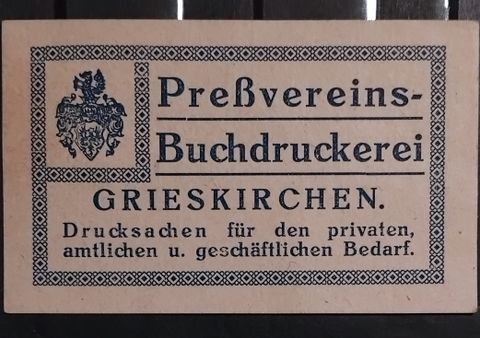 Preßvereins-
Buchdruckerei
GRIESKIRCHEN.
Drucksachen für den privaten,
amtlichen u. geschäftlichen Bedarf.